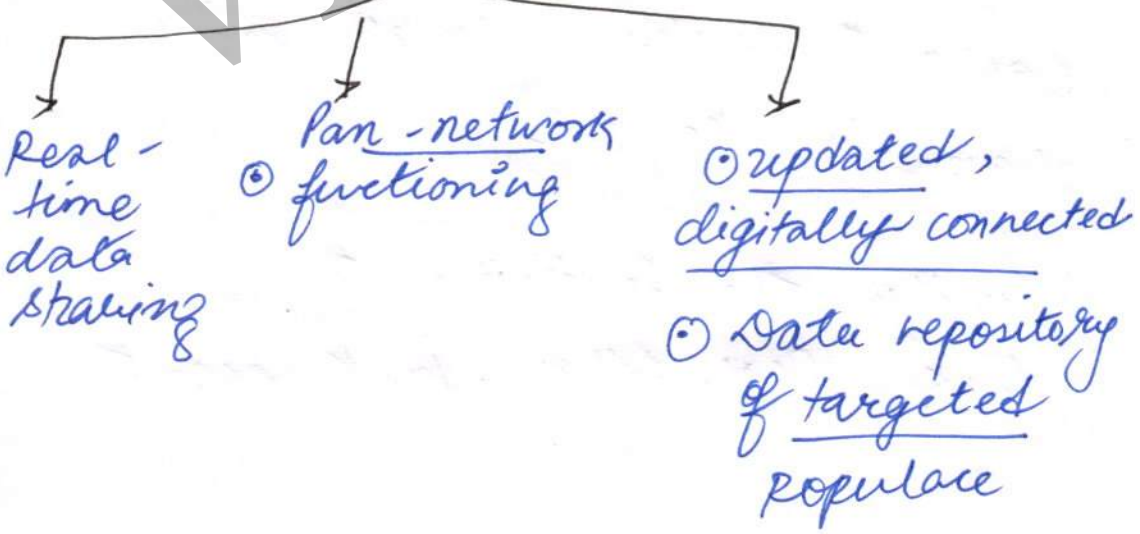 Real-
time
data
sharing
Pan-network
⊙ functioning
⊙ updated,
digitally connected
⊙ Data repository
of targeted
populace